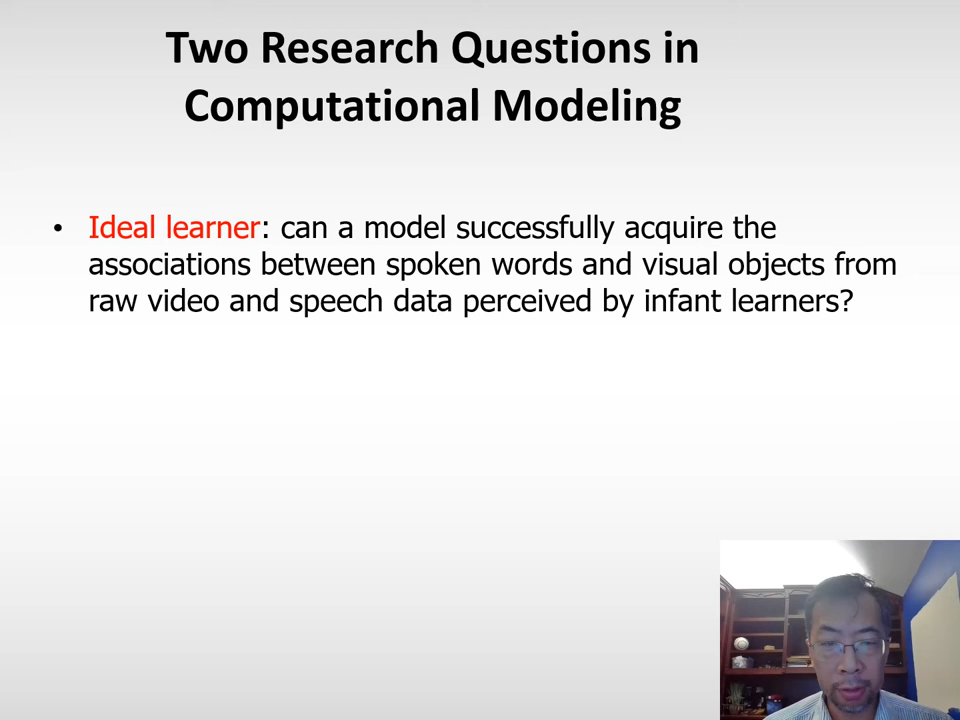 Two Research Questions in
Computational Modeling
• Ideal learner: can a model successfully acquire the
associations between spoken words and visual objects from
raw video and speech data perceived by infant learners?